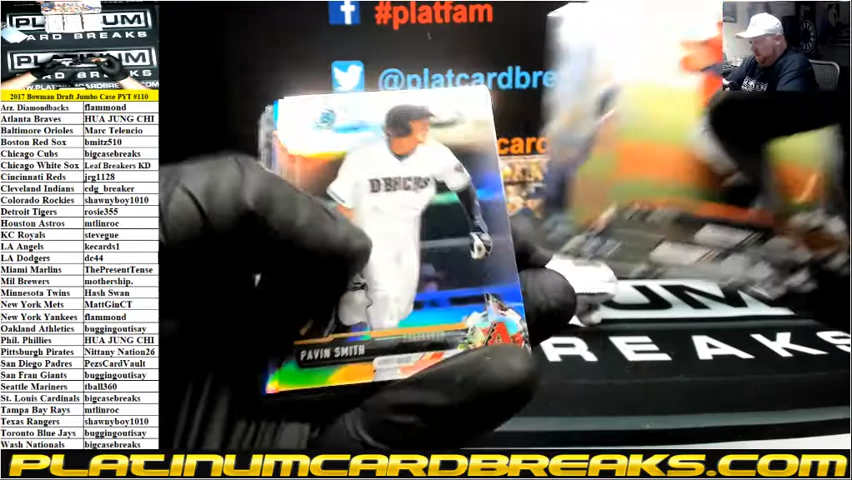 PLATINUM
CARD BREAKS
PLATINUM
CARD BREAKS
2017 Bowman Draft Jumbo Case PYT #110
Arz. Diamondbacks flammond
Atlanta Braves HUA JUNG CHI
Baltimore Orioles Marc Telencio
Boston Red Sox bmitz510
Chicago Cubs bigcasebreaks
Chicago White Sox Leaf Breakers KD
Cincinnati Reds jrg1128
Cleveland Indians cdg_breaker
Colorado Rockies shawnyboy1010
Detroit Tigers rosie355
Houston Astros mtlinroc
KC Royals stevegue
LA Angels kecards1
LA Dodgers dc44
Miami Marlins ThePresentTense
Mil Brewers mothership.
Minnesota Twins Hash Swan
New York Mets MattGinCT
New York Yankees flammond
Oakland Athletics buggingoutisay
Phil. Phillies HUA JUNG CHI
Pittsburgh Pirates Nittany Nation26
San Diego Padres PezsCardVault
San Fran Giants buggingoutisay
Seattle Mariners tball360
St. Louis Cardinals bigcasebreaks
Tampa Bay Rays mtlinroc
Texas Rangers shawnyboy1010
Toronto Blue Jays buggingoutisay
Wash Nationals bigcasebreaks
#platfam
@platcardbre
card
D-BACKS
PAVIN SMITH
NUM
BREAKS
PLATINUMCARDBREAKS.COM